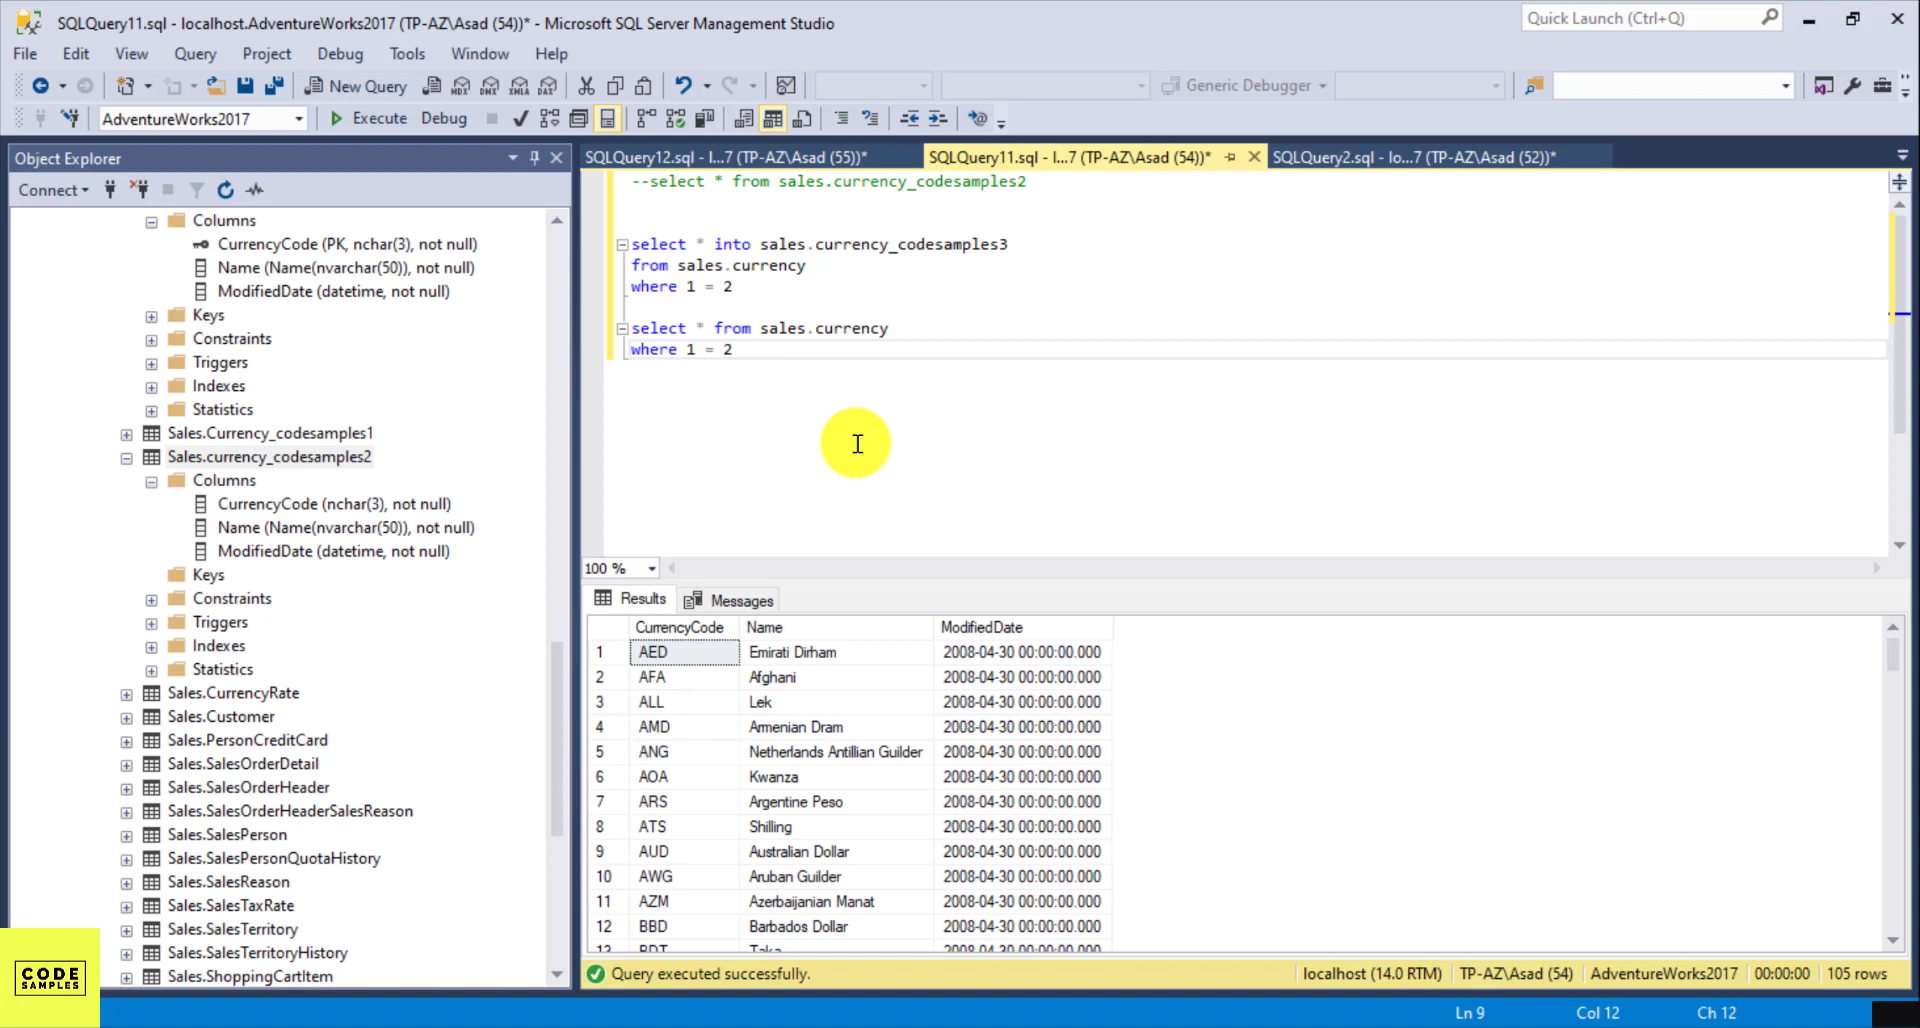 SQLQuery11.sql - localhost.AdventureWorks2017 (TP-AZ\Asad (54))* - Microsoft SQL Server Management Studio
Quick Launch (Ctrl+Q)
File Edit View Query Project Debug Tools Window Help
New Query MDX DMX XMLA DAX Generic Debugger
AdventureWorks2017 Execute Debug
Object Explorer
Connect
Columns
CurrencyCode (PK, nchar(3), not null)
Name (Name(nvarchar(50)), not null)
ModifiedDate (datetime, not null)
Keys
Constraints
Triggers
Indexes
Statistics
Sales.Currency_codesamples1
Sales.currency_codesamples2
Columns
CurrencyCode (nchar(3), not null)
Name (Name(nvarchar(50)), not null)
ModifiedDate (datetime, not null)
Keys
Constraints
Triggers
Indexes
Statistics
Sales.CurrencyRate
Sales.Customer
Sales.PersonCreditCard
Sales.SalesOrderDetail
Sales.SalesOrderHeader
Sales.SalesOrderHeaderSalesReason
Sales.SalesPerson
Sales.SalesPersonQuotaHistory
Sales.SalesReason
Sales.SalesTaxRate
Sales.SalesTerritory
Sales.SalesTerritoryHistory
Sales.ShoppingCartItem
SQLQuery12.sql - l...7 (TP-AZ\Asad (55))* SQLQuery11.sql - l...7 (TP-AZ\Asad (54))* SQLQuery2.sql - lo...7 (TP-AZ\Asad (52))*
--select * from sales.currency_codesamples2
select * into sales.currency_codesamples3
from sales.currency
where 1 = 2
select * from sales.currency
where 1 = 2
100 %
Results Messages
CurrencyCode Name ModifiedDate
1 AED Emirati Dirham 2008-04-30 00:00:00.000
2 AFA Afghani 2008-04-30 00:00:00.000
3 ALL Lek 2008-04-30 00:00:00.000
4 AMD Armenian Dram 2008-04-30 00:00:00.000
5 ANG Netherlands Antillian Guilder 2008-04-30 00:00:00.000
6 AOA Kwanza 2008-04-30 00:00:00.000
7 ARS Argentine Peso 2008-04-30 00:00:00.000
8 ATS Shilling 2008-04-30 00:00:00.000
9 AUD Australian Dollar 2008-04-30 00:00:00.000
10 AWG Aruban Guilder 2008-04-30 00:00:00.000
11 AZM Azerbaijanian Manat 2008-04-30 00:00:00.000
12 BBD Barbados Dollar 2008-04-30 00:00:00.000
13 BDT Taka 2008-04-30 00:00:00.000
Query executed successfully. localhost (14.0 RTM) TP-AZ\Asad (54) AdventureWorks2017 00:00:00 105 rows
Ln 9 Col 12 Ch 12
CODE
SAMPLES